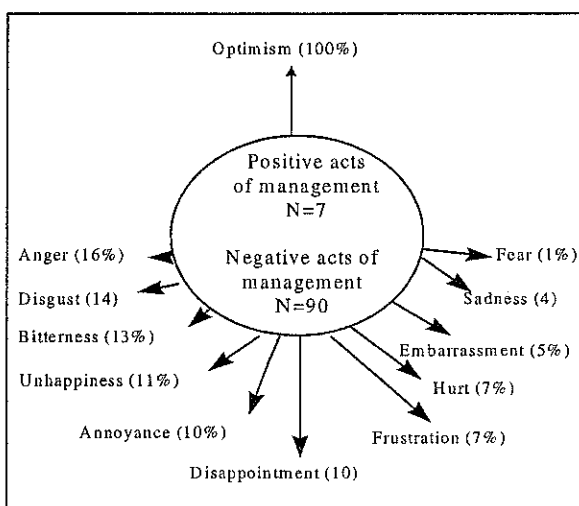 Optimism (100%)
Positive acts
of management
N=7
Negative acts of
management
N=90
Anger (16%)
Disgust (14)
Bitterness (13%)
Unhappiness (11%)
Annoyance (10%)
Disappointment (10)
Frustration (7%)
Hurt (7%)
Embarrassment (5%)
Sadness (4)
Fear (1%)